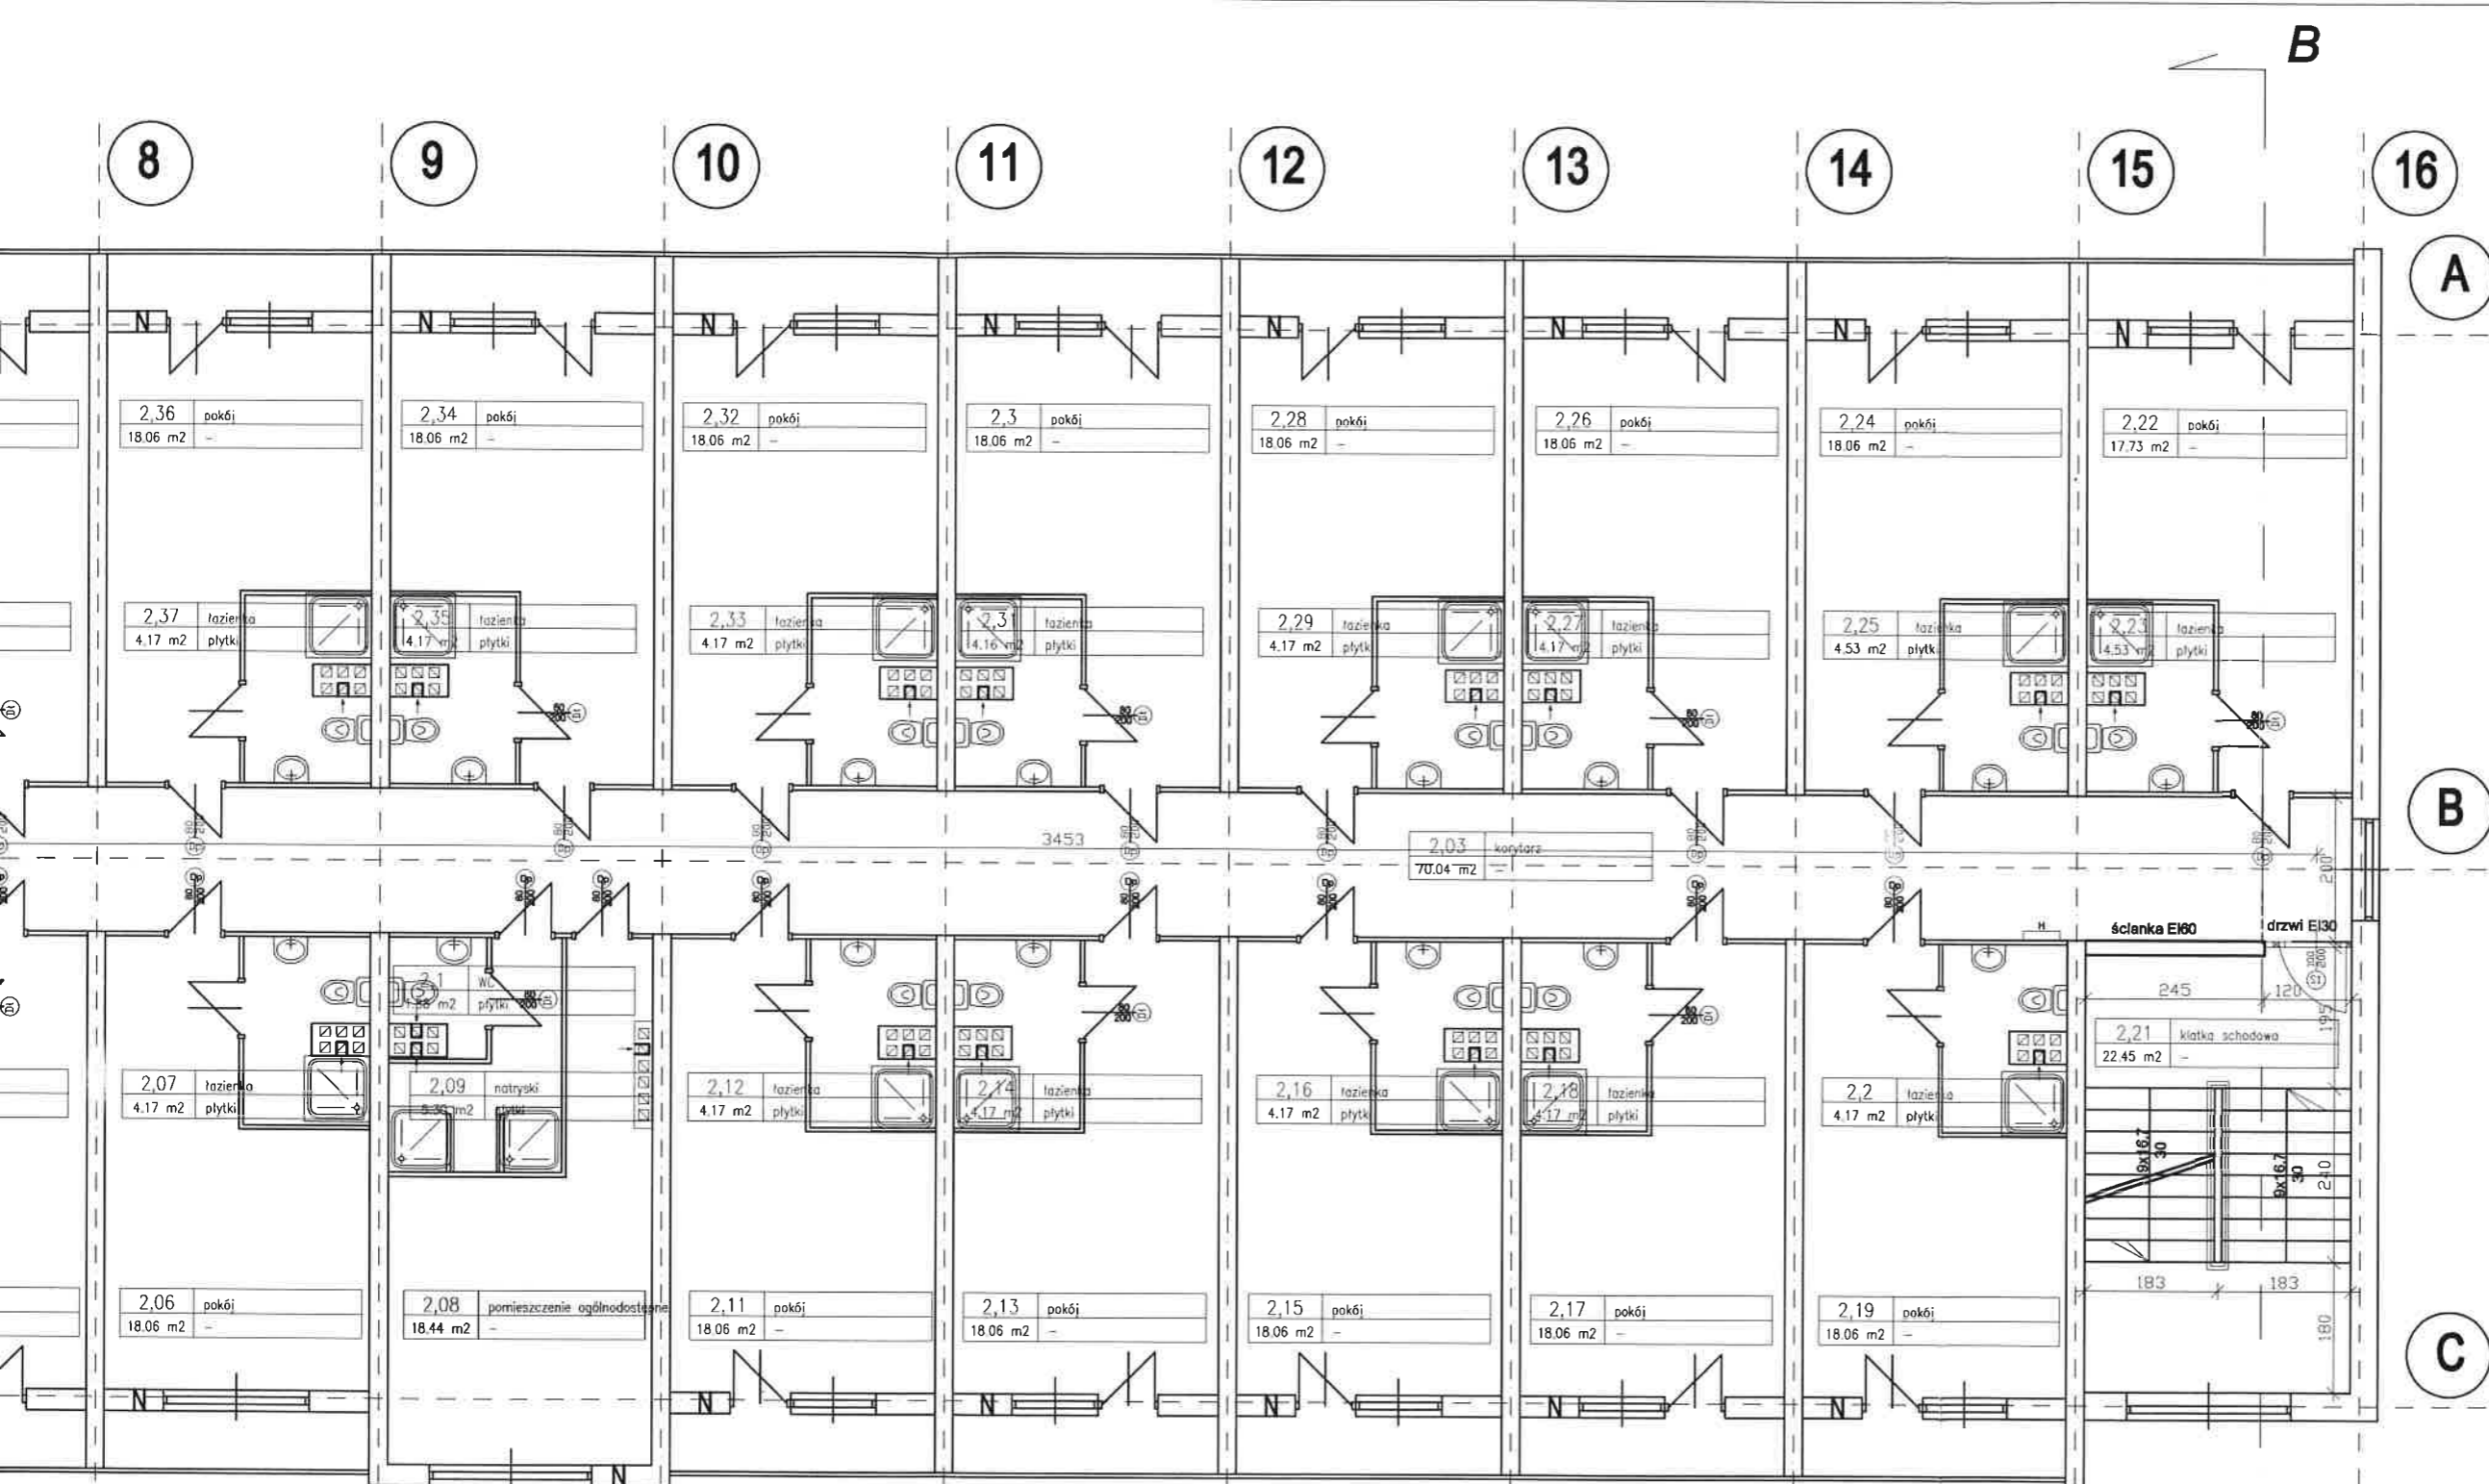 B
8 9 10 11 12 13 14 15 16
A
N N N N N N N N
2,36 pokój
18.06 m2 -
2,34 pokój
18.06 m2 -
2,32 pokój
18.06 m2 -
2,3 pokój
18.06 m2 -
2,28 pokój
18.06 m2 -
2,26 pokój
18.06 m2 -
2,24 pokój
18.06 m2 -
2,22 pokój
17.73 m2 -
2,37 łazienka
4.17 m2 płytki
2,35 łazienka
4.17 m2 płytki
2,33 łazienka
4.17 m2 płytki
2,31 łazienka
4.16 m2 płytki
2,29 łazienka
4.17 m2 płytki
2,27 łazienka
4.17 m2 płytki
2,25 łazienka
4.53 m2 płytki
2,23 łazienka
4.53 m2 płytki
B
3453
2,03 korytarz
70.04 m2 -
200
H
ścianka EI60
drzwi EI30
100
200
S1
245
120
195
2,1 WC
m2 płytki
2,21 klatka schodowa
22.45 m2 -
2,07 łazienka
4.17 m2 płytki
2,09 natryski
m2 płytki
2,12 łazienka
4.17 m2 płytki
2,14 łazienka
4.17 m2 płytki
2,16 łazienka
4.17 m2 płytki
2,18 łazienka
4.17 m2 płytki
2,2 łazienka
4.17 m2 płytki
9x16,7
30
9x16,7
30
240
183
183
2,06 pokój
18.06 m2 -
2,08 pomieszczenie ogólnodostępne
18.44 m2 -
2,11 pokój
18.06 m2 -
2,13 pokój
18.06 m2 -
2,15 pokój
18.06 m2 -
2,17 pokój
18.06 m2 -
2,19 pokój
18.06 m2 -
180
C
N N N N N N
N